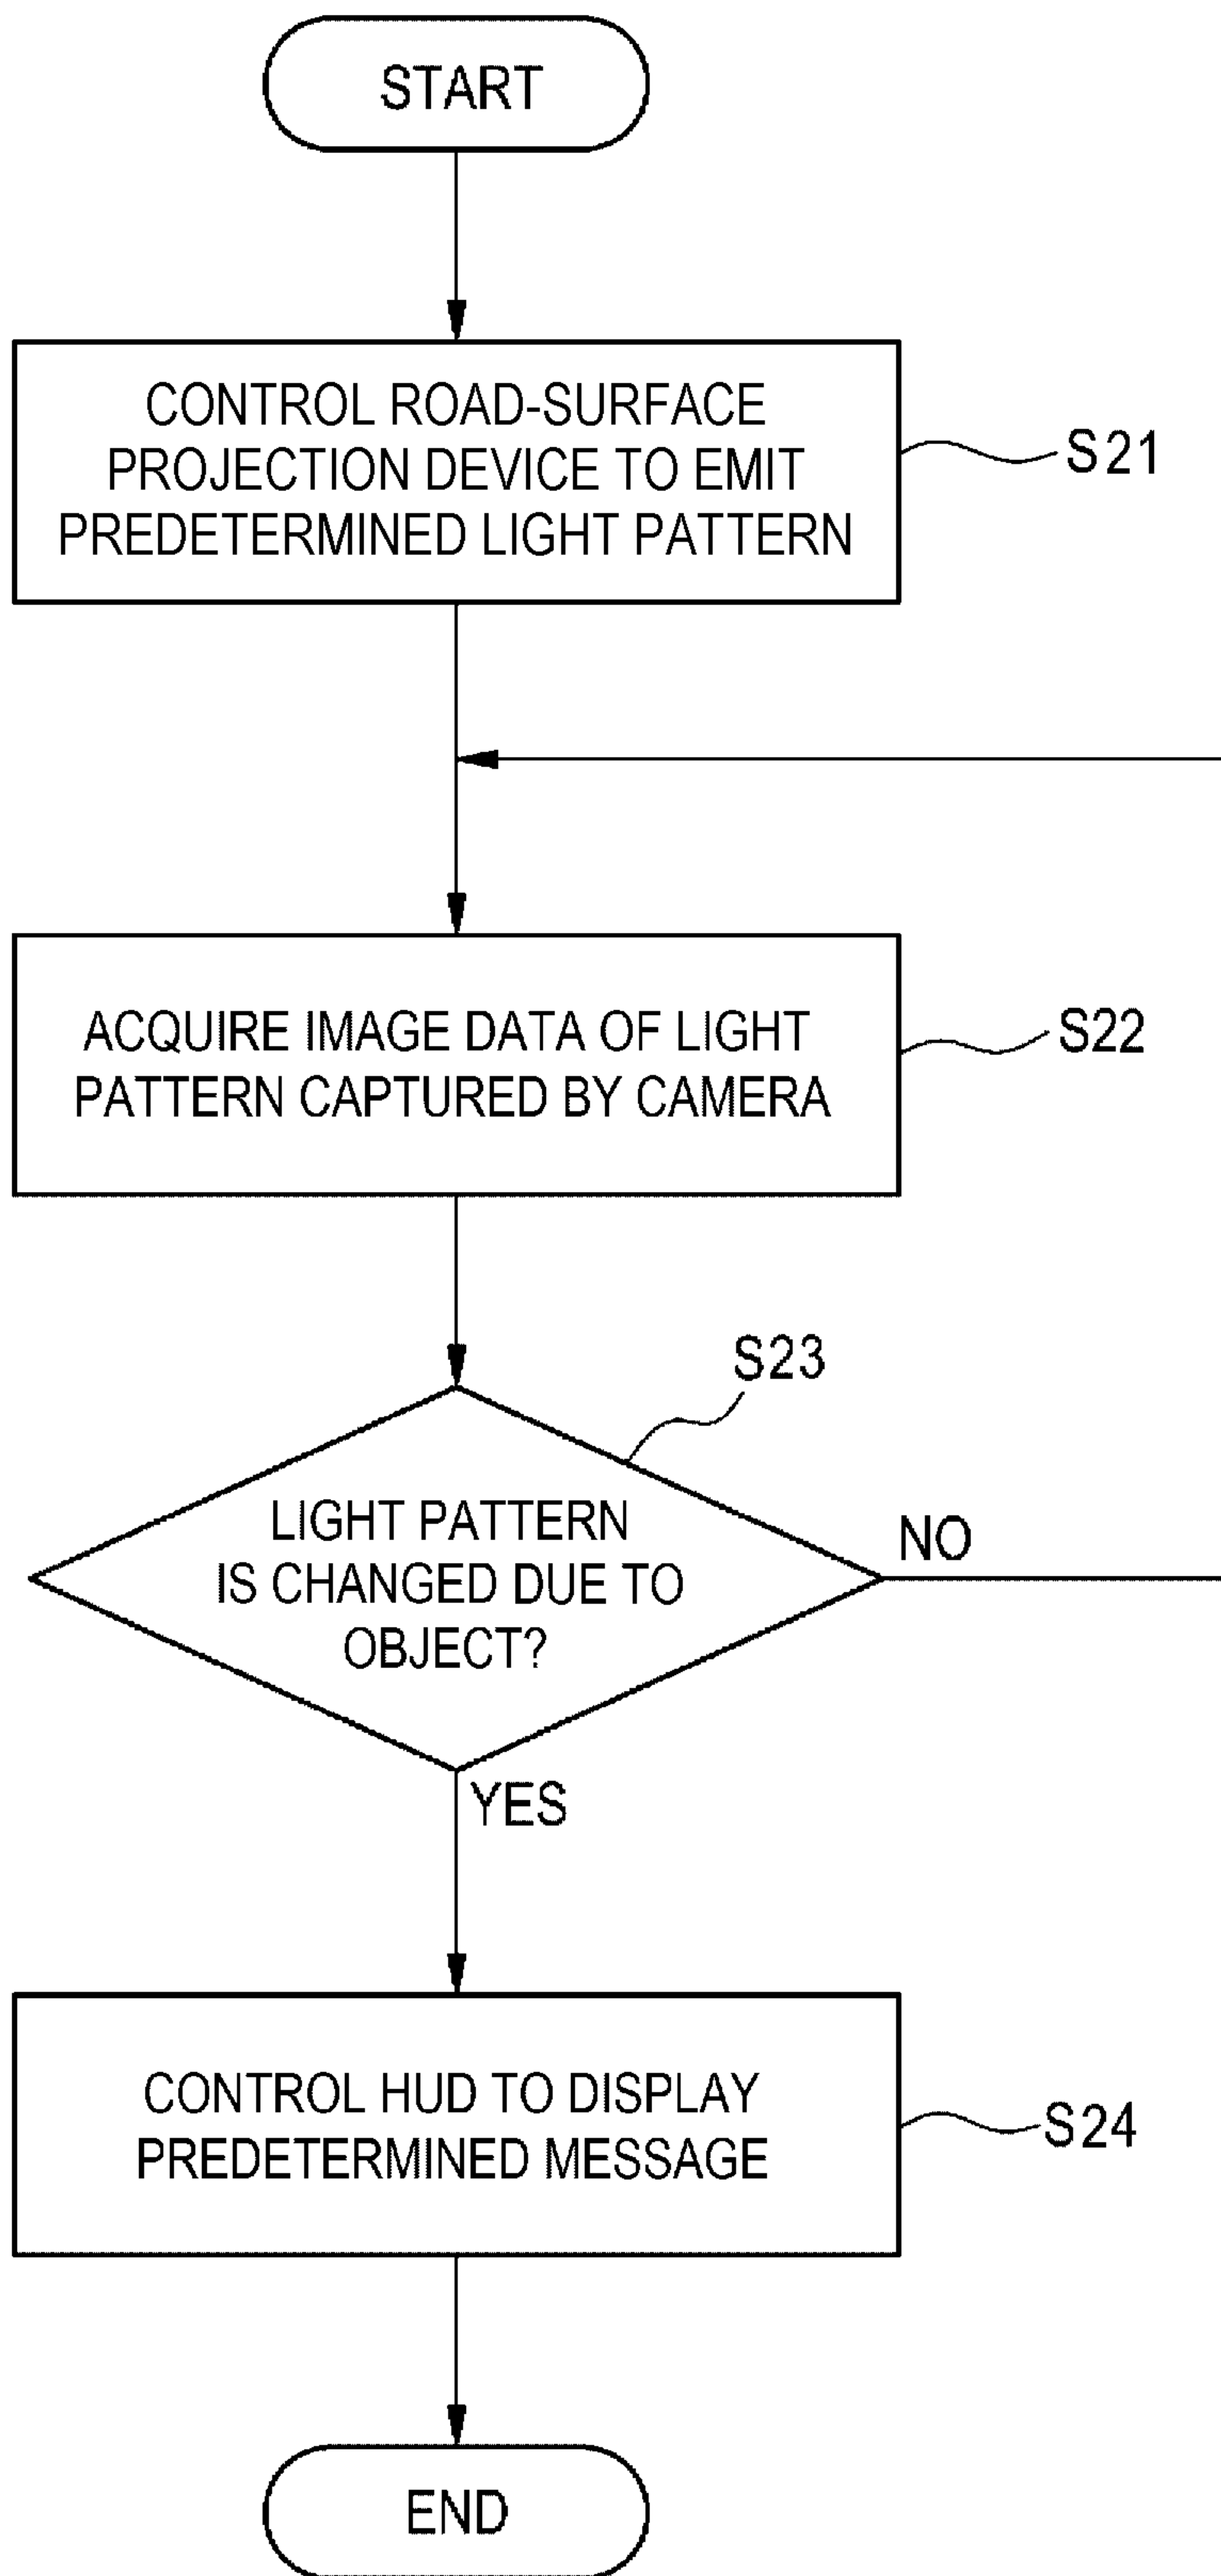 START
CONTROL ROAD-SURFACE
PROJECTION DEVICE TO EMIT
PREDETERMINED LIGHT PATTERN
S21
ACQUIRE IMAGE DATA OF LIGHT
PATTERN CAPTURED BY CAMERA
S22
S23
LIGHT PATTERN
IS CHANGED DUE TO
OBJECT?
NO
YES
CONTROL HUD TO DISPLAY
PREDETERMINED MESSAGE
S24
END